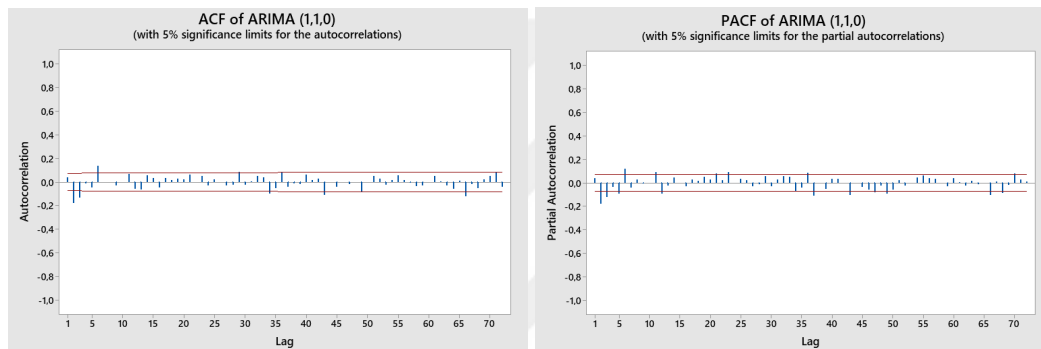 ACF of ARIMA (1,1,0)
(with 5% significance limits for the autocorrelations)
1,0
0,8
0,6
0,4
0,2
0,0
-0,2
-0,4
-0,6
-0,8
-1,0
Autocorrelation
1 5 10 15 20 25 30 35 40 45 50 55 60 65 70
Lag
PACF of ARIMA (1,1,0)
(with 5% significance limits for the partial autocorrelations)
1,0
0,8
0,6
0,4
0,2
0,0
-0,2
-0,4
-0,6
-0,8
-1,0
Partial Autocorrelation
1 5 10 15 20 25 30 35 40 45 50 55 60 65 70
Lag